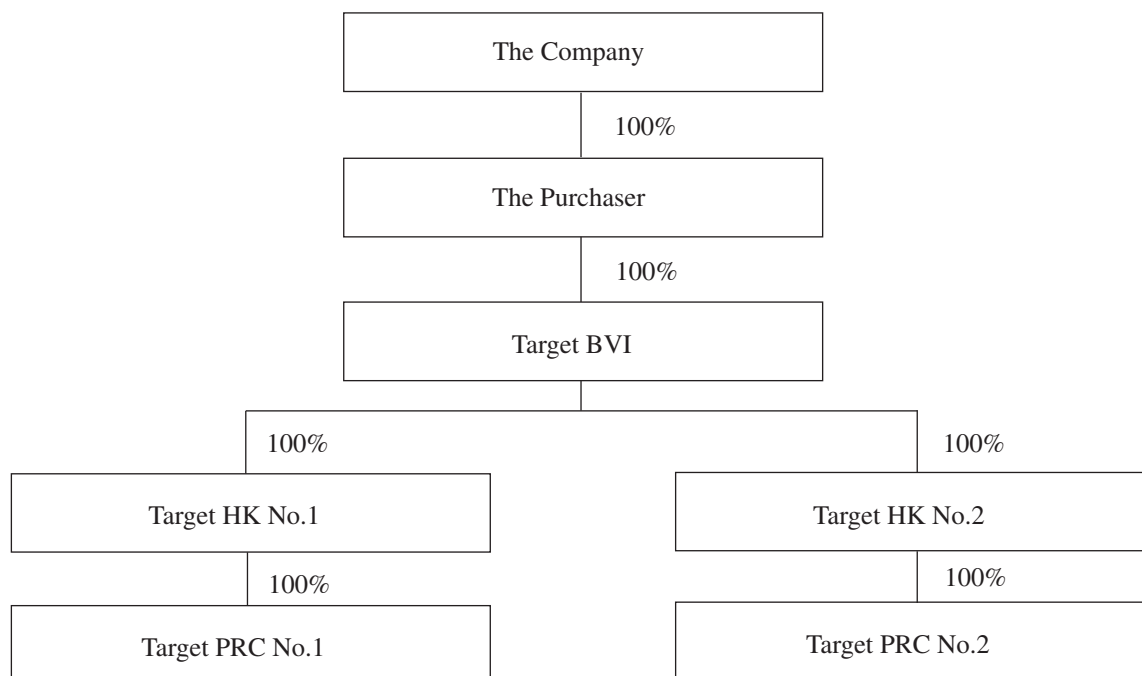 The Company
100%
The Purchaser
100%
Target BVI
100%
100%
Target HK No.1
Target HK No.2
100%
100%
Target PRC No.1
Target PRC No.2